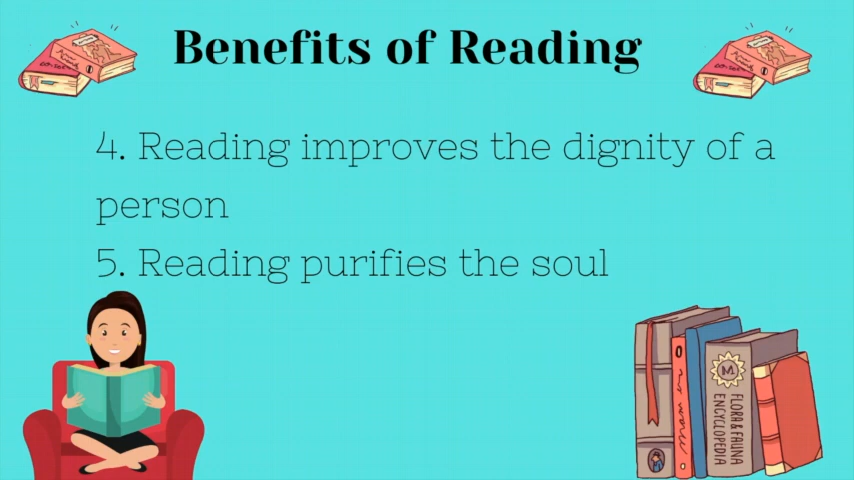 Benefits of Reading
4. Reading improves the dignity of a
person
5. Reading purifies the soul
M
FLORA & FAUNA
ENCYCLOPEDIA